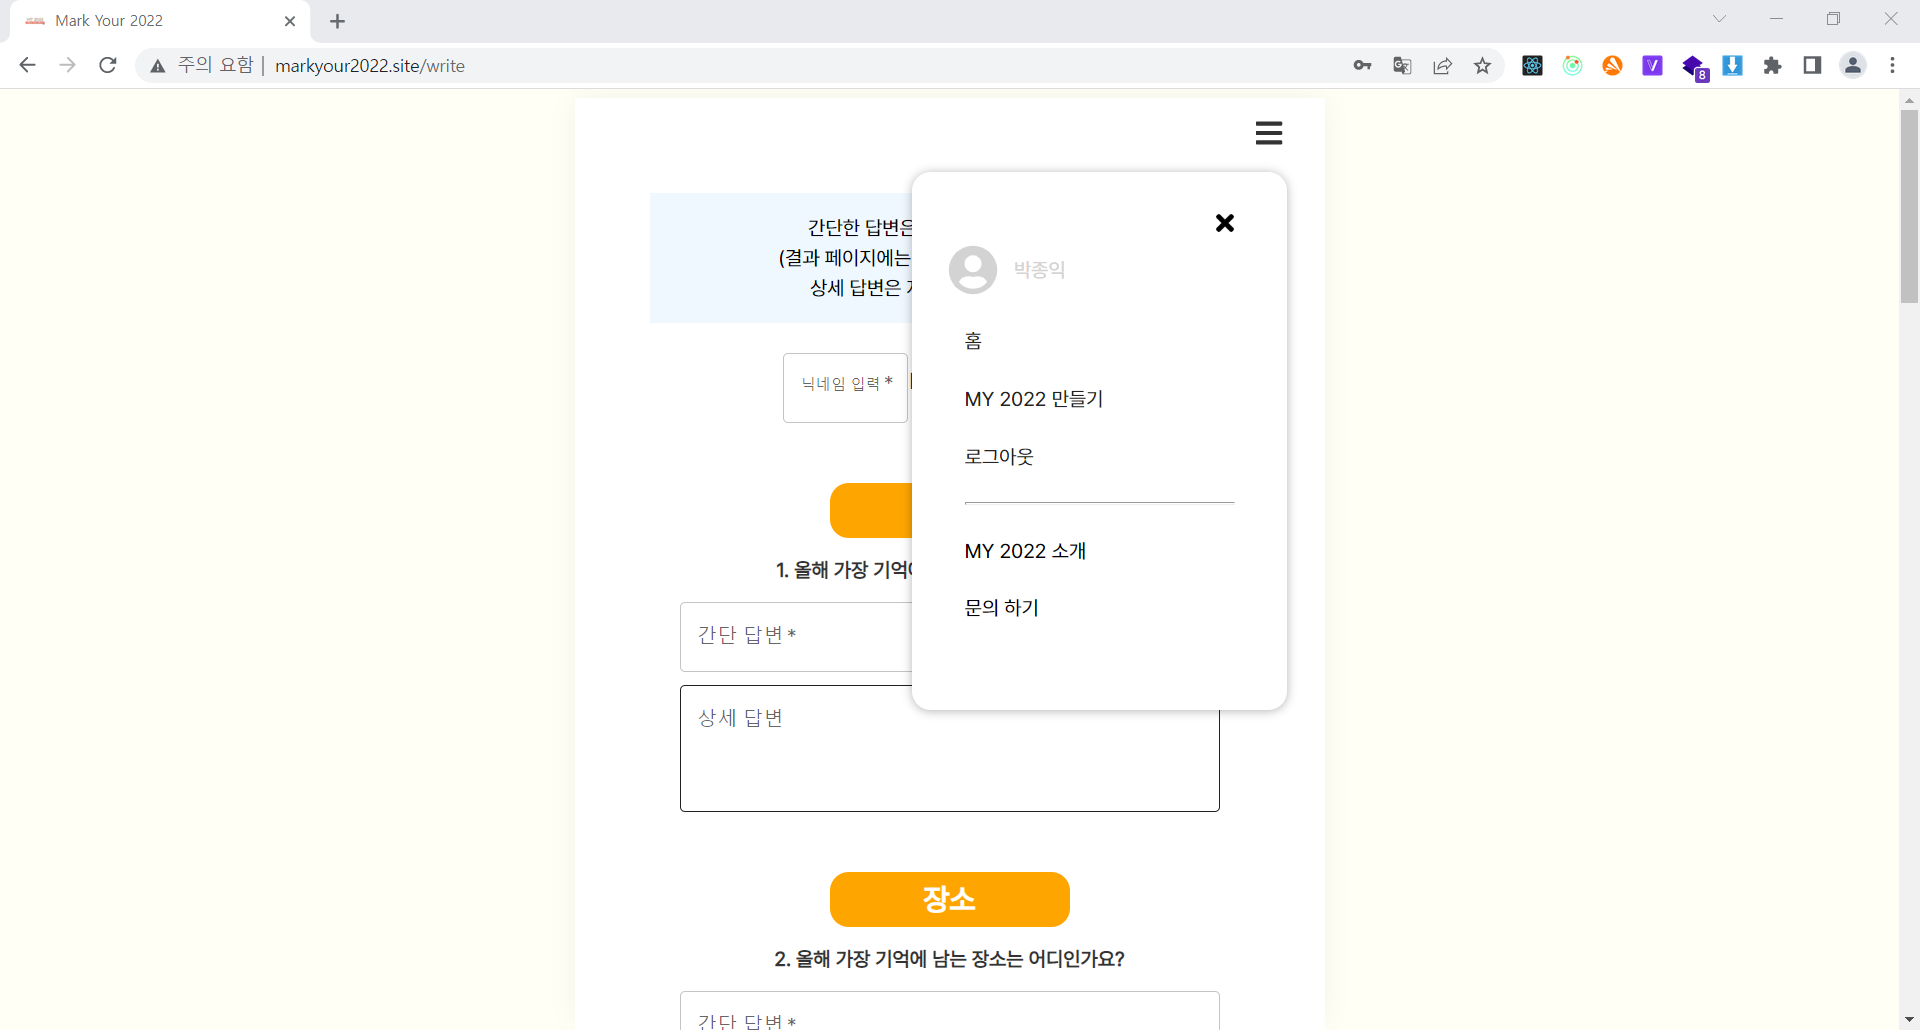 Mark Your 2022
주의 요함
markyour2022.site/write
8
간단한 답변은
(결과 페이지에는
상세 답변은
닉네임 입력*
박종익
홈
MY 2022 만들기
로그아웃
MY 2022 소개
문의 하기
1. 올해 가장 기억에
간단 답변*
상세 답변
장소
2. 올해 가장 기억에 남는 장소는 어디인가요?
간단 답변*